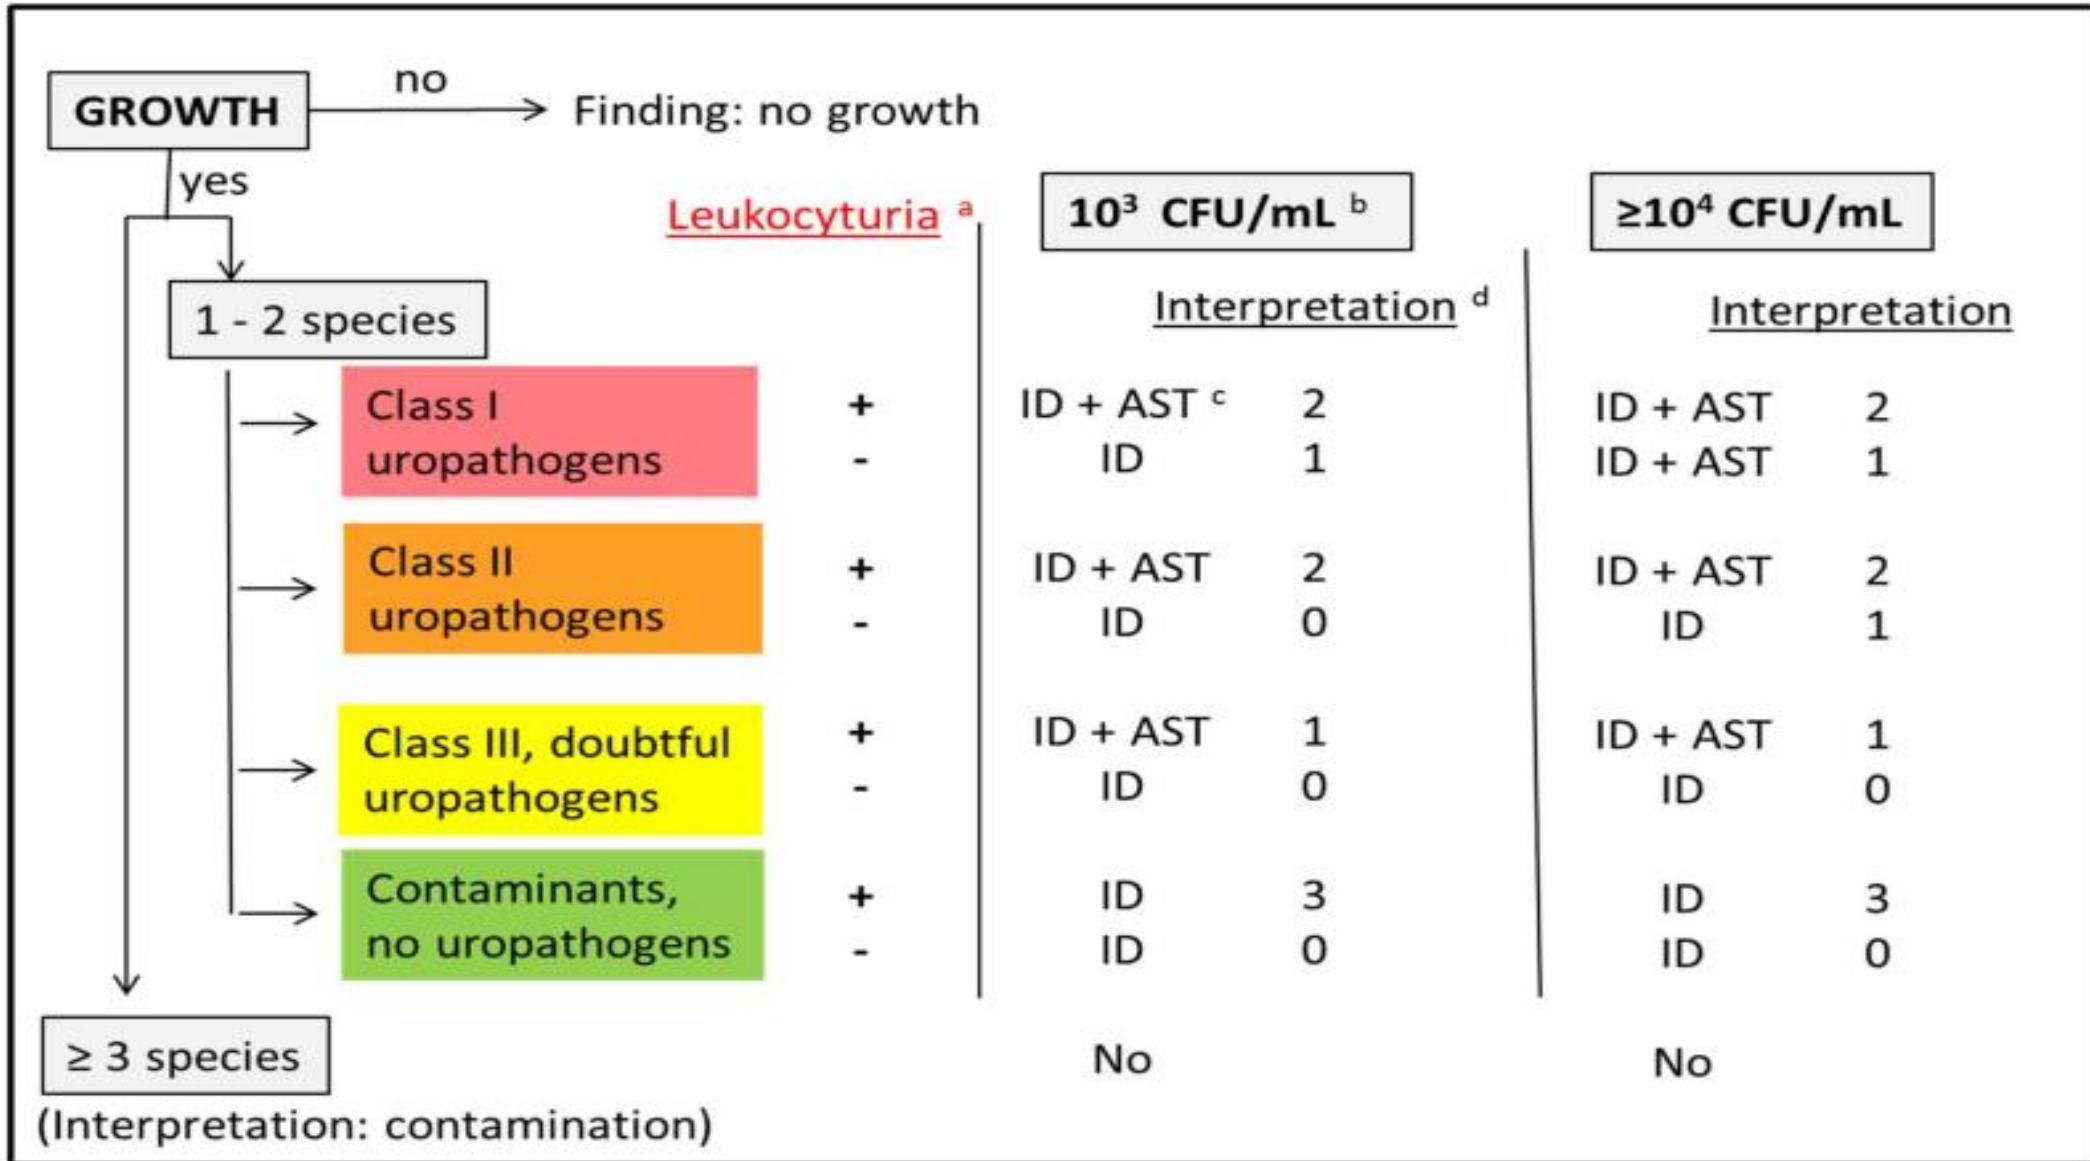 no
GROWTH
Finding: no growth
yes
Leukocyturia ᵃ
10³ CFU/mL ᵇ
≥10⁴ CFU/mL
1 - 2 species
Interpretation ᵈ
Interpretation
Class I
uropathogens
+ ID + AST ᶜ 2 ID + AST 2
- ID 1 ID + AST 1
Class II
uropathogens
+ ID + AST 2 ID + AST 2
- ID 0 ID 1
Class III, doubtful
uropathogens
+ ID + AST 1 ID + AST 1
- ID 0 ID 0
Contaminants,
no uropathogens
+ ID 3 ID 3
- ID 0 ID 0
≥ 3 species
No No
(Interpretation: contamination)